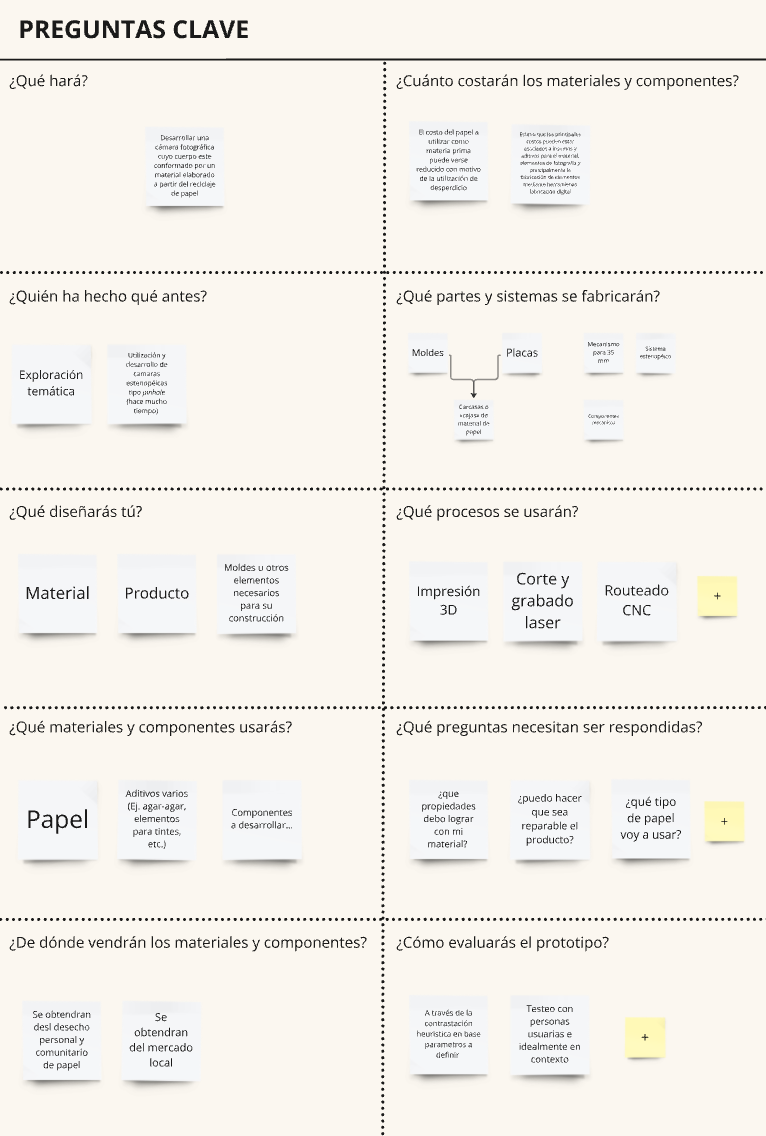 PREGUNTAS CLAVE
¿Qué hará?
Desarrollar una
cámara fotográfica
cuyo cuerpo este
conformado por un
material elaborado
a partir del reciclaje
de papel
¿Cuánto costarán los materiales y componentes?
El costo del papel a
utilizar como
materia prima
puede verse
reducido con motivo
de la utilización de
desperdicio
costos pueden estar
asociados a insumos y
aditivos para el material,
elementos de fotografía y
principalmente la
fabricación de elementos
mediante herramientas
fabricación digital
¿Quién ha hecho qué antes?
Exploración
temática
Utilización y
desarrollo de
camaras
estenopéicas
tipo pinhole
(hace mucho
tiempo)
¿Qué partes y sistemas se fabricarán?
Moldes
Placas
Carcasas o
«cajas» de
material de
papel
Mecanismo
para 35
mm
Sistema
estenopéico
Componentes
mecánicos
¿Qué diseñarás tú?
Material
Producto
Moldes u otros
elementos
necesarios
para su
construcción
¿Qué procesos se usarán?
Impresión
3D
Corte y
grabado
laser
Routeado
CNC
+
¿Qué materiales y componentes usarás?
Papel
Aditivos varios
(Ej. agar-agar,
elementos
para tintes,
etc.)
Componentes
a desarrollar...
¿Qué preguntas necesitan ser respondidas?
¿que
propiedades
debo lograr
con mi
material?
¿puedo hacer
que sea
reparable el
producto?
¿qué tipo
de papel
voy a usar?
+
¿De dónde vendrán los materiales y componentes?
Se obtendran
desl desecho
personal y
comunitario
de papel
Se
obtendran
del mercado
local
¿Cómo evaluarás el prototipo?
A través de la
contrastación
heurística en base
parametros a
definir
Testeo con
personas
usuarias e
idealmente en
contexto
+